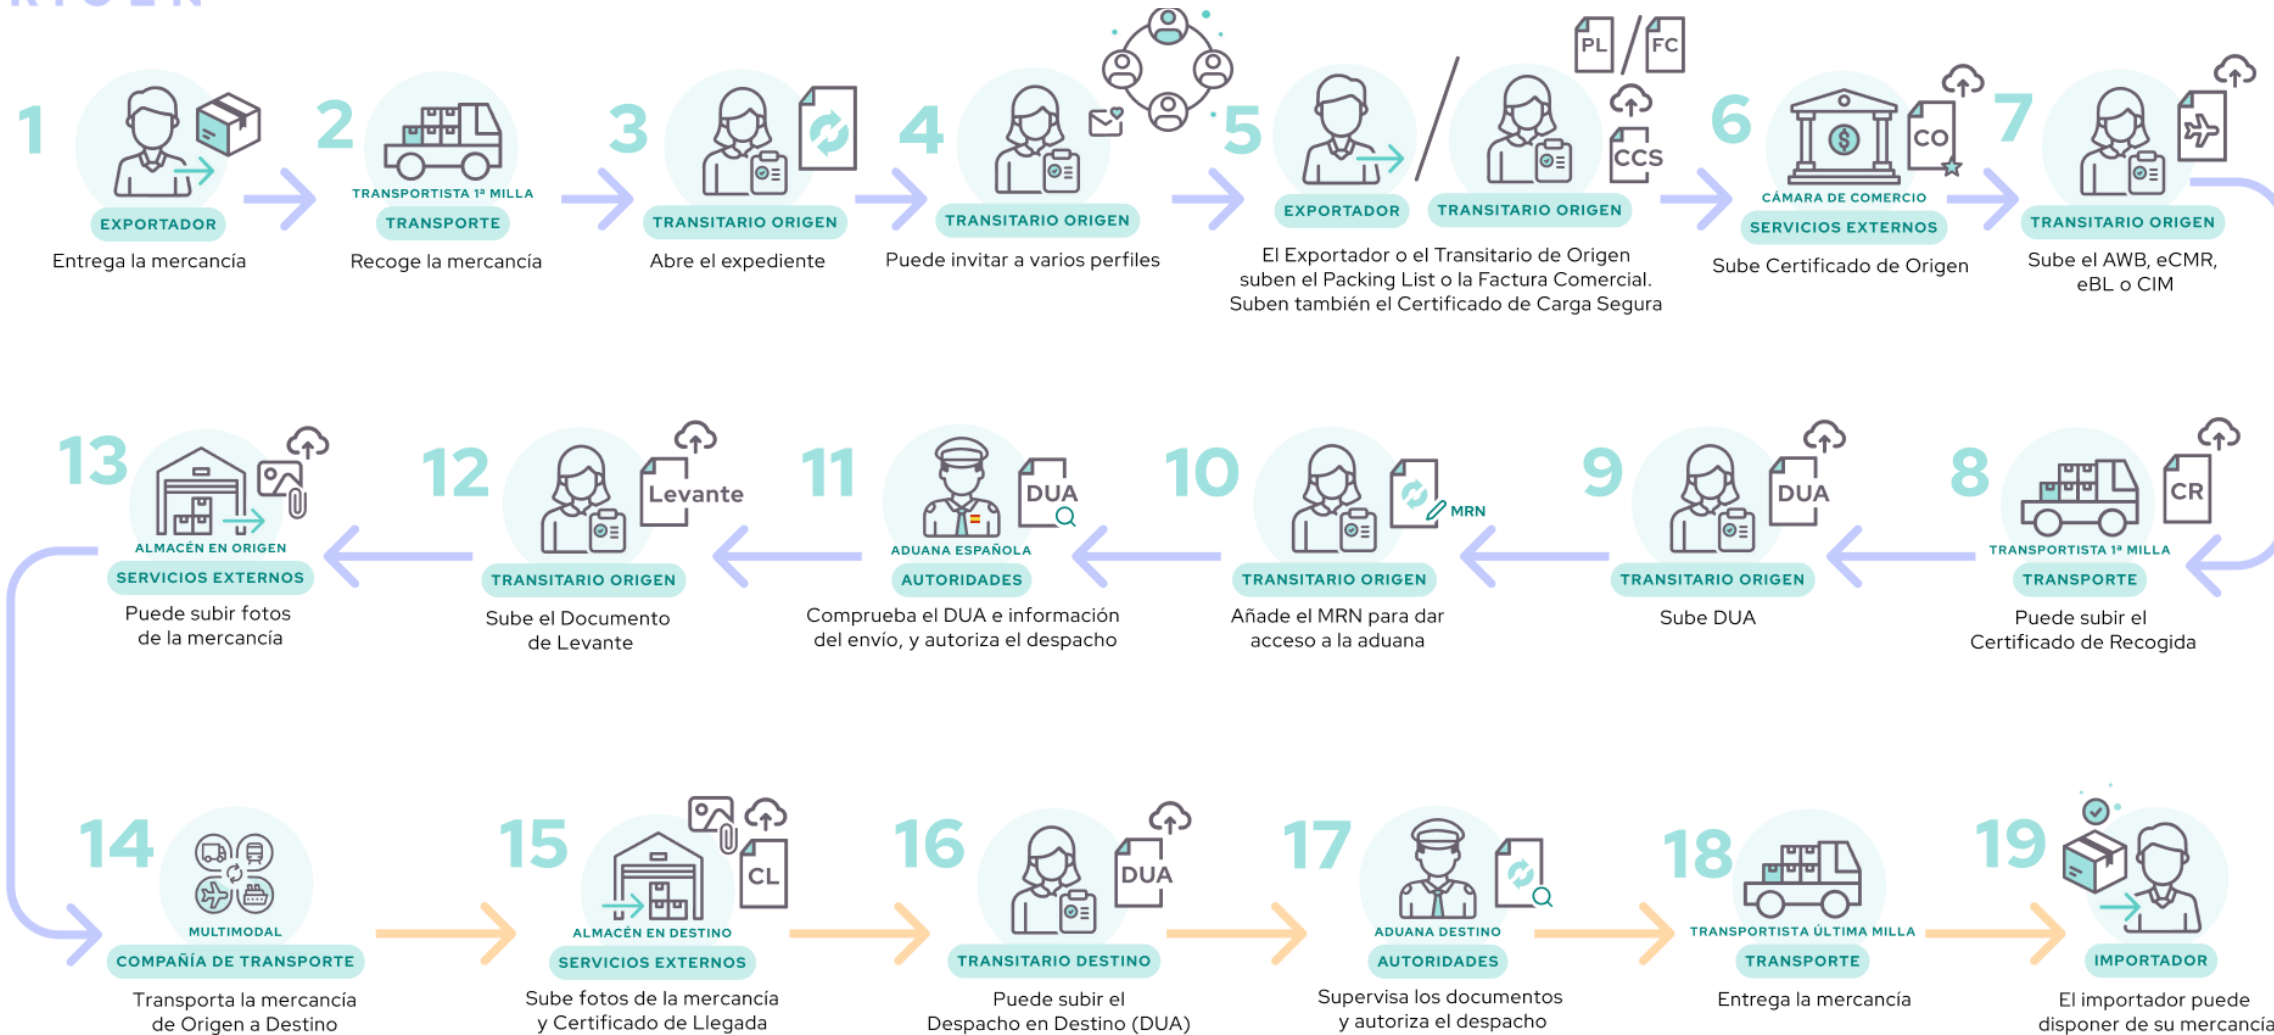 1
EXPORTADOR
Entrega la mercancía
2
TRANSPORTISTA 1ª MILLA
TRANSPORTE
Recoge la mercancía
3
TRANSITARIO ORIGEN
Abre el expediente
4
TRANSITARIO ORIGEN
Puede invitar a varios perfiles
5
PL / FC
CCS
EXPORTADOR
TRANSITARIO ORIGEN
El Exportador o el Transitario de Origen
suben el Packing List o la Factura Comercial.
Suben también el Certificado de Carga Segura
6
CO
CÁMARA DE COMERCIO
SERVICIOS EXTERNOS
Sube Certificado de Origen
7
TRANSITARIO ORIGEN
Sube el AWB, eCMR,
eBL o CIM
8
CR
TRANSPORTISTA 1ª MILLA
TRANSPORTE
Puede subir el
Certificado de Recogida
9
DUA
TRANSITARIO ORIGEN
Sube DUA
10
MRN
TRANSITARIO ORIGEN
Añade el MRN para dar
acceso a la aduana
11
DUA
ADUANA ESPAÑOLA
AUTORIDADES
Comprueba el DUA e información
del envío, y autoriza el despacho
12
Levante
TRANSITARIO ORIGEN
Sube el Documento
de Levante
13
ALMACÉN EN ORIGEN
SERVICIOS EXTERNOS
Puede subir fotos
de la mercancía
14
MULTIMODAL
COMPAÑÍA DE TRANSPORTE
Transporta la mercancía
de Origen a Destino
15
CL
ALMACÉN EN DESTINO
SERVICIOS EXTERNOS
Sube fotos de la mercancía
y Certificado de Llegada
16
DUA
TRANSITARIO DESTINO
Puede subir el
Despacho en Destino (DUA)
17
ADUANA DESTINO
AUTORIDADES
Supervisa los documentos
y autoriza el despacho
18
TRANSPORTISTA ÚLTIMA MILLA
TRANSPORTE
Entrega la mercancía
19
IMPORTADOR
El importador puede
disponer de su mercancía